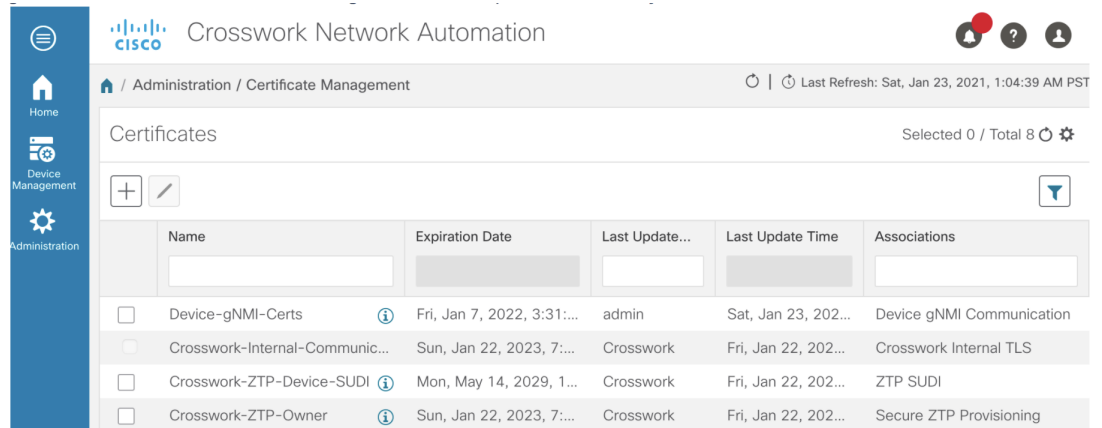 CISCO
Crosswork Network Automation
?
Home
Device
Management
Administration
/ Administration / Certificate Management
Last Refresh: Sat, Jan 23, 2021, 1:04:39 AM PST
Certificates
Selected 0 / Total 8
Name Expiration Date Last Update... Last Update Time Associations
Device-gNMI-Certs Fri, Jan 7, 2022, 3:31:... admin Sat, Jan 23, 202... Device gNMI Communication
Crosswork-Internal-Communic... Sun, Jan 22, 2023, 7:... Crosswork Fri, Jan 22, 202... Crosswork Internal TLS
Crosswork-ZTP-Device-SUDI Mon, May 14, 2029, 1... Crosswork Fri, Jan 22, 202... ZTP SUDI
Crosswork-ZTP-Owner Sun, Jan 22, 2023, 7:... Crosswork Fri, Jan 22, 202... Secure ZTP Provisioning